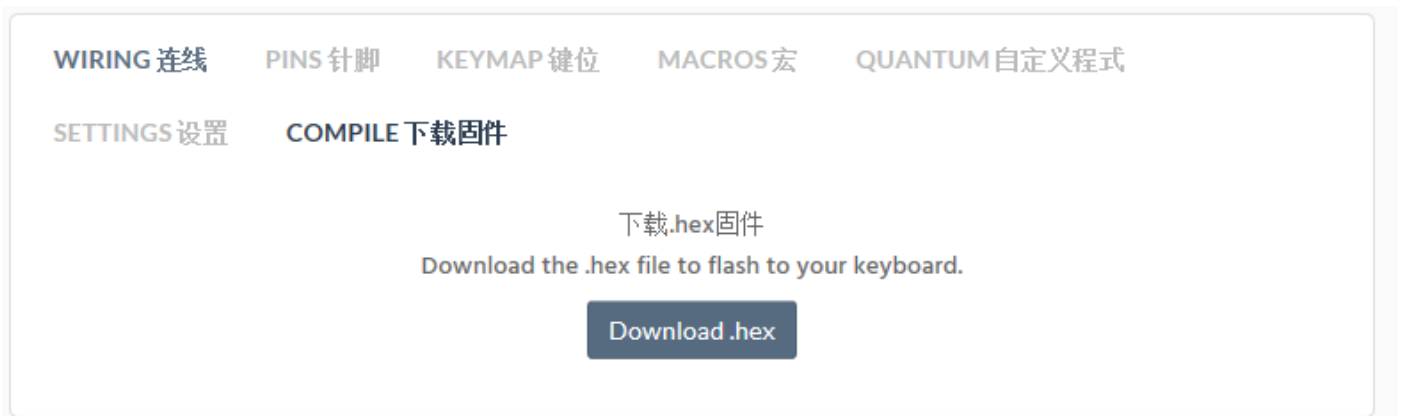 WIRING 连线 PINS 针脚 KEYMAP 键位 MACROS 宏 QUANTUM 自定义程式
SETTINGS 设置 COMPILE 下载固件
下载.hex固件
Download the .hex file to flash to your keyboard.
Download .hex